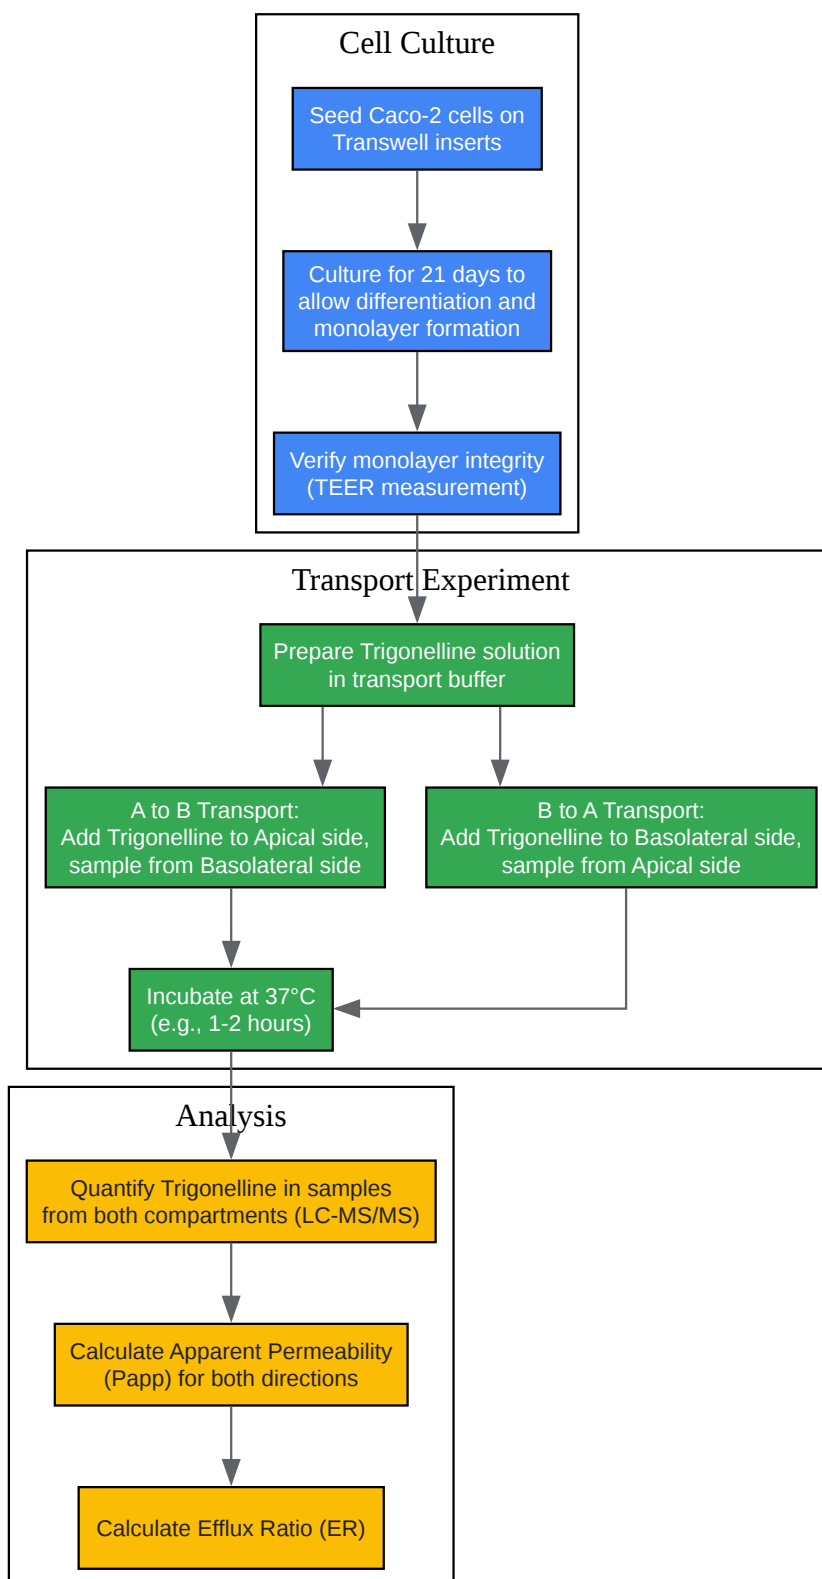 Cell Culture
Seed Caco-2 cells on
Transwell inserts
Culture for 21 days to
allow differentiation and
monolayer formation
Verify monolayer integrity
(TEER measurement)
Transport Experiment
Prepare Trigonelline solution
in transport buffer
A to B Transport:
Add Trigonelline to Apical side,
sample from Basolateral side
B to A Transport:
Add Trigonelline to Basolateral side,
sample from Apical side
Incubate at 37°C
(e.g., 1-2 hours)
Analysis
Quantify Trigonelline in samples
from both compartments (LC-MS/MS)
Calculate Apparent Permeability
(Papp) for both directions
Calculate Efflux Ratio (ER)